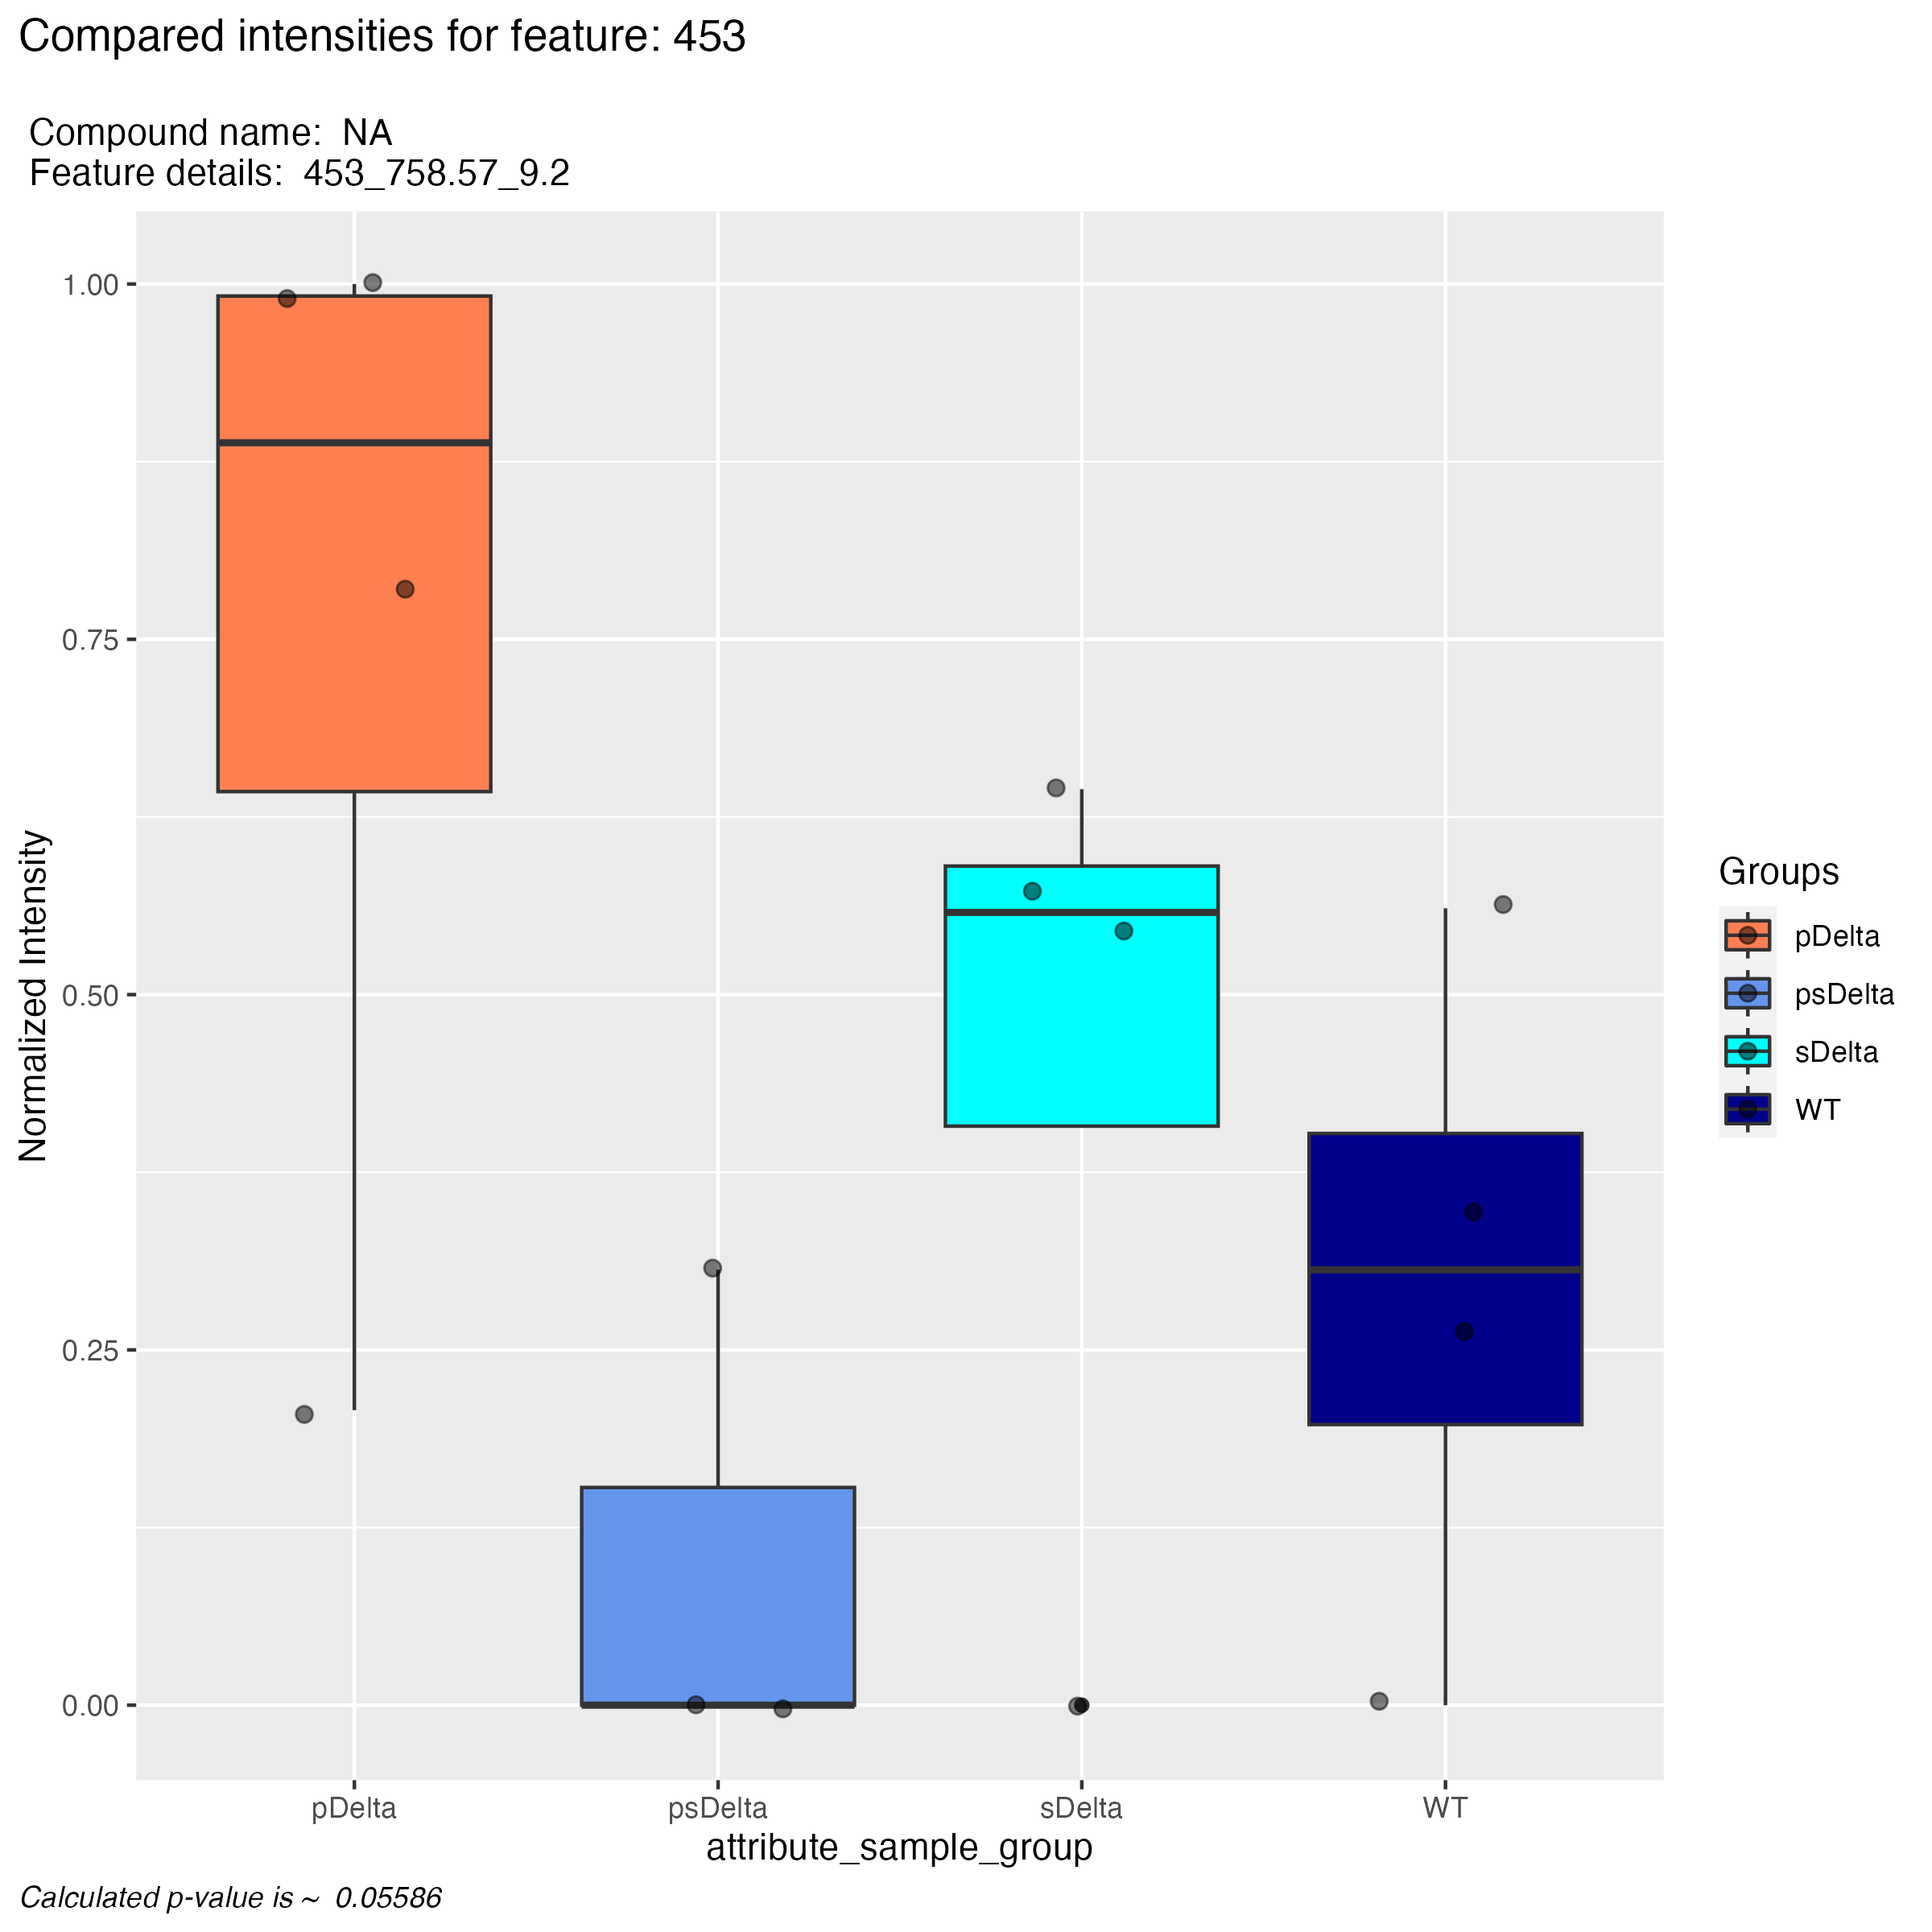 Compared intensities for feature: 453
Compound name:  NA
Feature details:  453_758.57_9.2
Normalized Intensity
1.00
0.75
0.50
0.25
0.00
pDelta
psDelta
sDelta
WT
attribute_sample_group
Groups
pDelta
psDelta
sDelta
WT
Calculated p-value is ~  0.05586